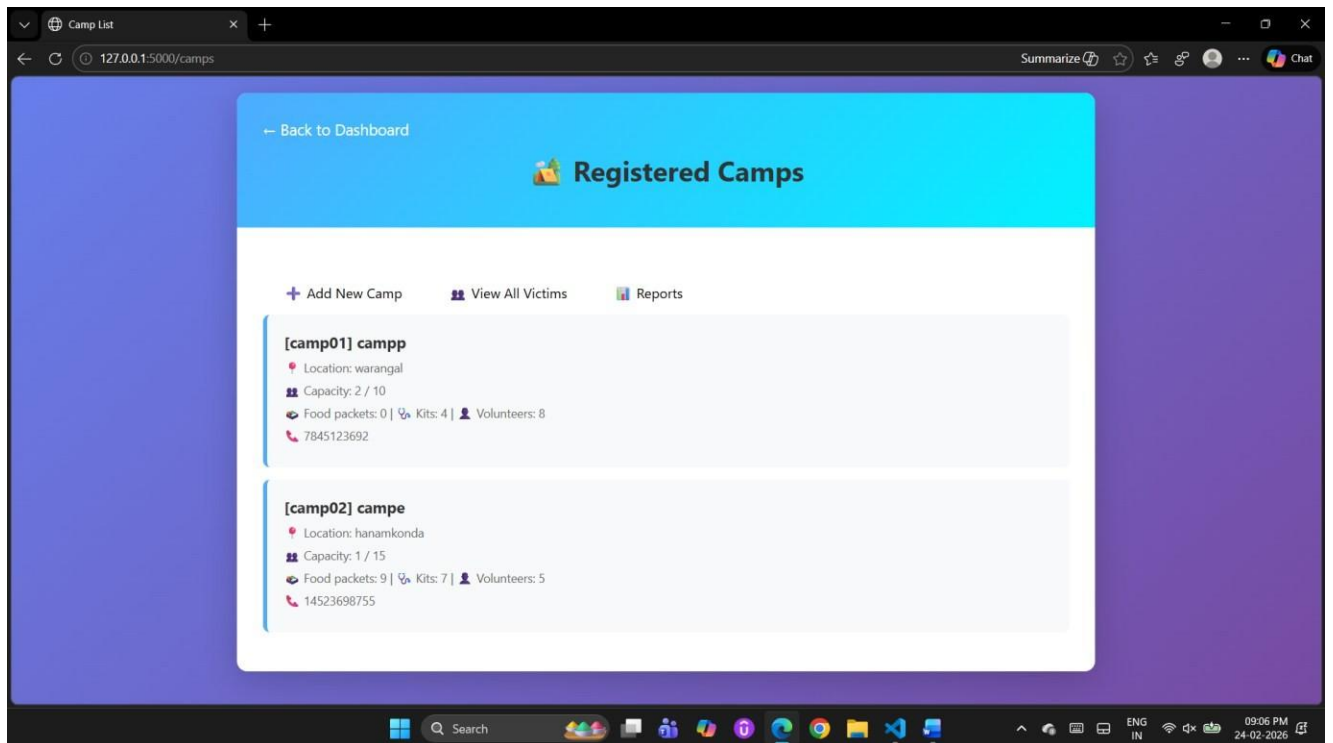 Camp List
127.0.0.1:5000/camps
Summarize
Chat
← Back to Dashboard
Registered Camps
Add New Camp View All Victims Reports
[camp01] campp
Location: warangal
Capacity: 2 / 10
Food packets: 0 | Kits: 4 | Volunteers: 8
7845123692
[camp02] campe
Location: hanamkonda
Capacity: 1 / 15
Food packets: 9 | Kits: 7 | Volunteers: 5
14523698755
Search
ENG
IN
09:06 PM
24-02-2026